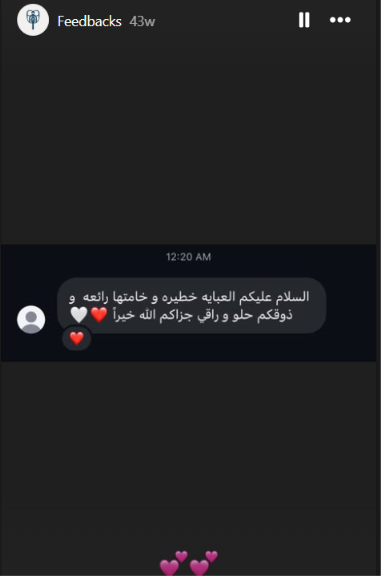 Feedbacks 43w
12:20 AM
السلام عليكم العبايه خطيره و خامتها رائعه و
ذوقكم حلو و راقي جزاكم الله خيراً ❤️🤍
❤️
💕💕